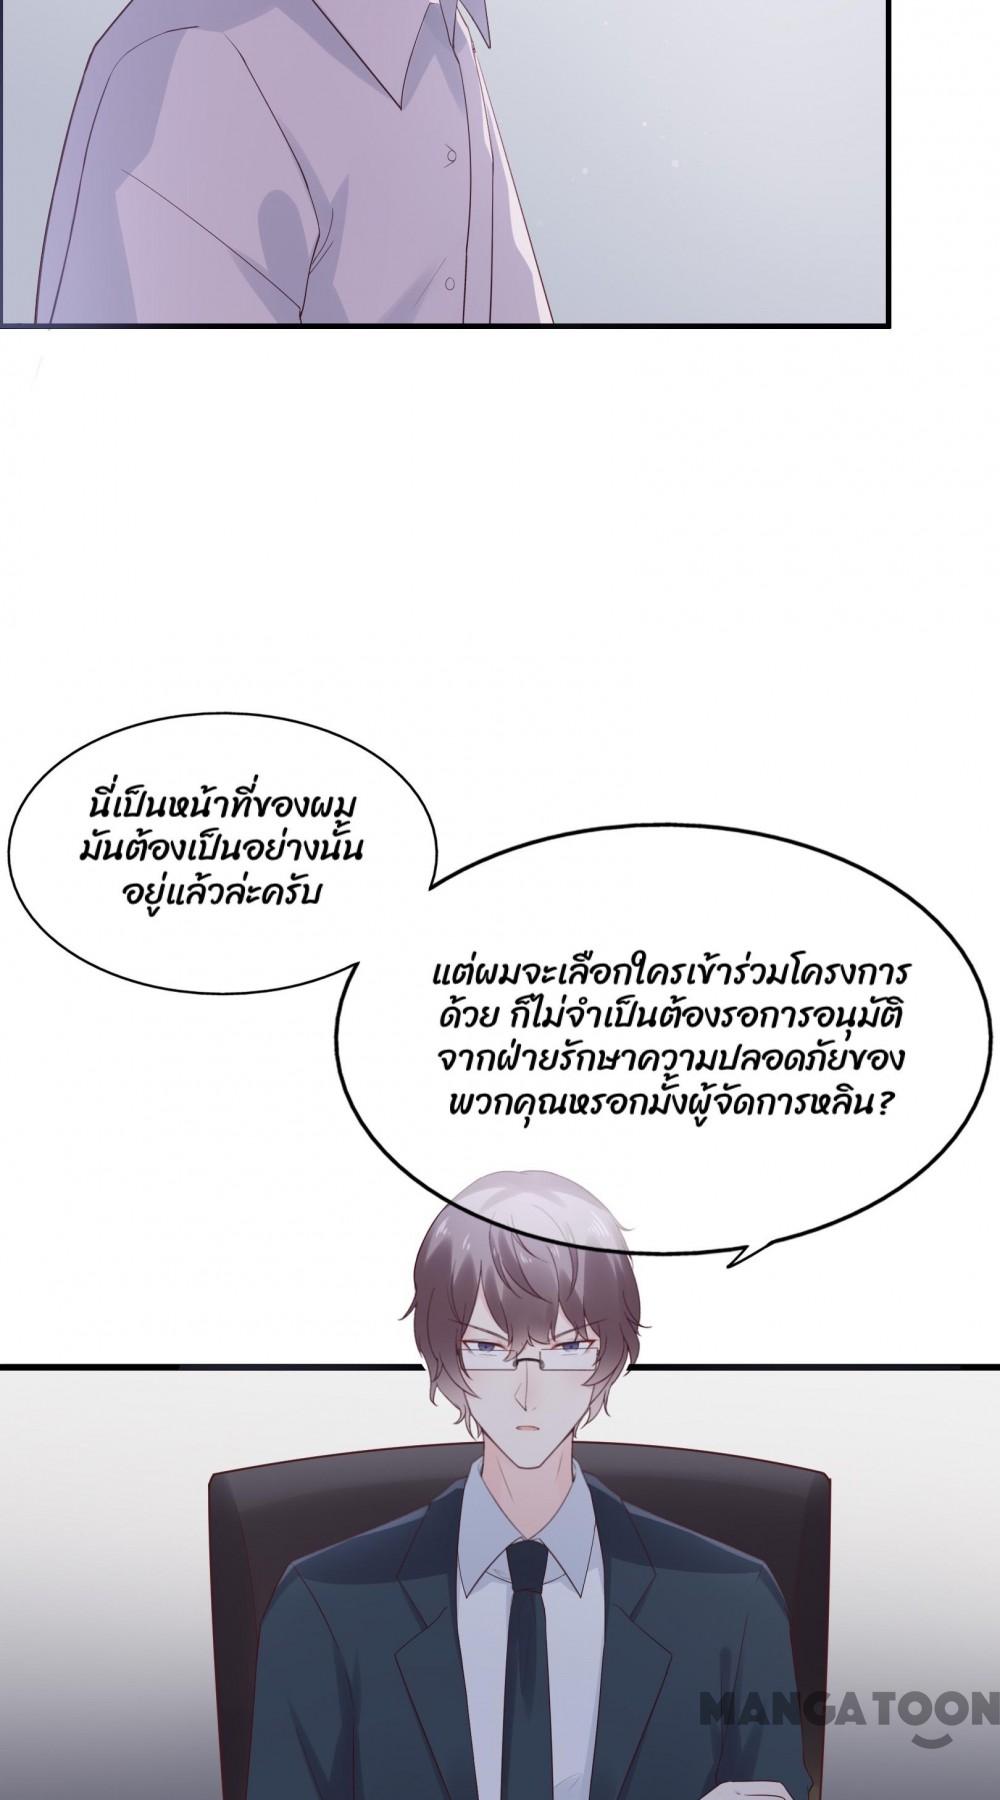 นี่เป็นหน้าที่ของผม
มันต้องเป็นอย่างนั้น
อยู่แล้วล่ะครับ
แต่ผมจะเลือกใครเข้าร่วมโครงการ
ด้วย ก็ไม่จำเป็นต้องรอการอนุมัติ
จากฝ่ายรักษาความปลอดภัยของ
พวกคุณหรอกมั้งผู้จัดการหลิน?
MANGATOON